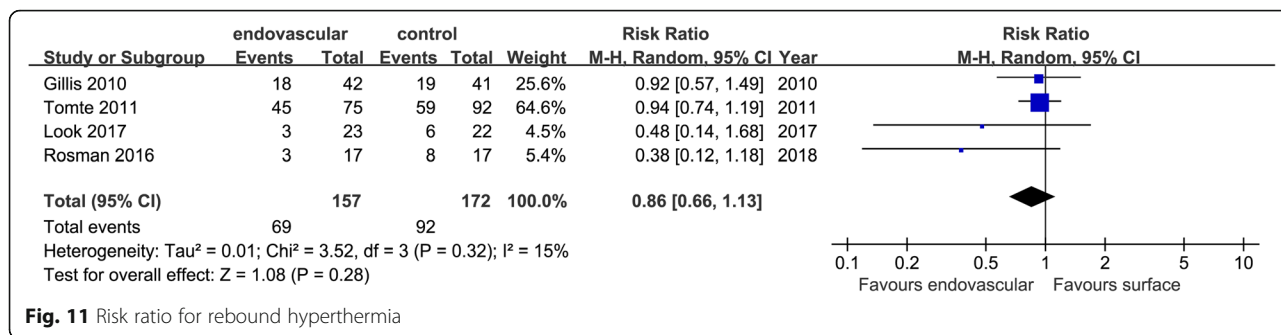 endovascular control Risk Ratio Risk Ratio
Study or Subgroup Events Total Events Total Weight M-H, Random, 95% CI Year M-H, Random, 95% CI
Gillis 2010 18 42 19 41 25.6% 0.92 [0.57, 1.49] 2010
Tomte 2011 45 75 59 92 64.6% 0.94 [0.74, 1.19] 2011
Look 2017 3 23 6 22 4.5% 0.48 [0.14, 1.68] 2017
Rosman 2016 3 17 8 17 5.4% 0.38 [0.12, 1.18] 2018
Total (95% CI) 157 172 100.0% 0.86 [0.66, 1.13]
Total events 69 92
Heterogeneity: Tau² = 0.01; Chi² = 3.52, df = 3 (P = 0.32); I² = 15%
Test for overall effect: Z = 1.08 (P = 0.28)
0.1 0.2 0.5 1 2 5 10
Favours endovascular Favours surface
Fig. 11 Risk ratio for rebound hyperthermia